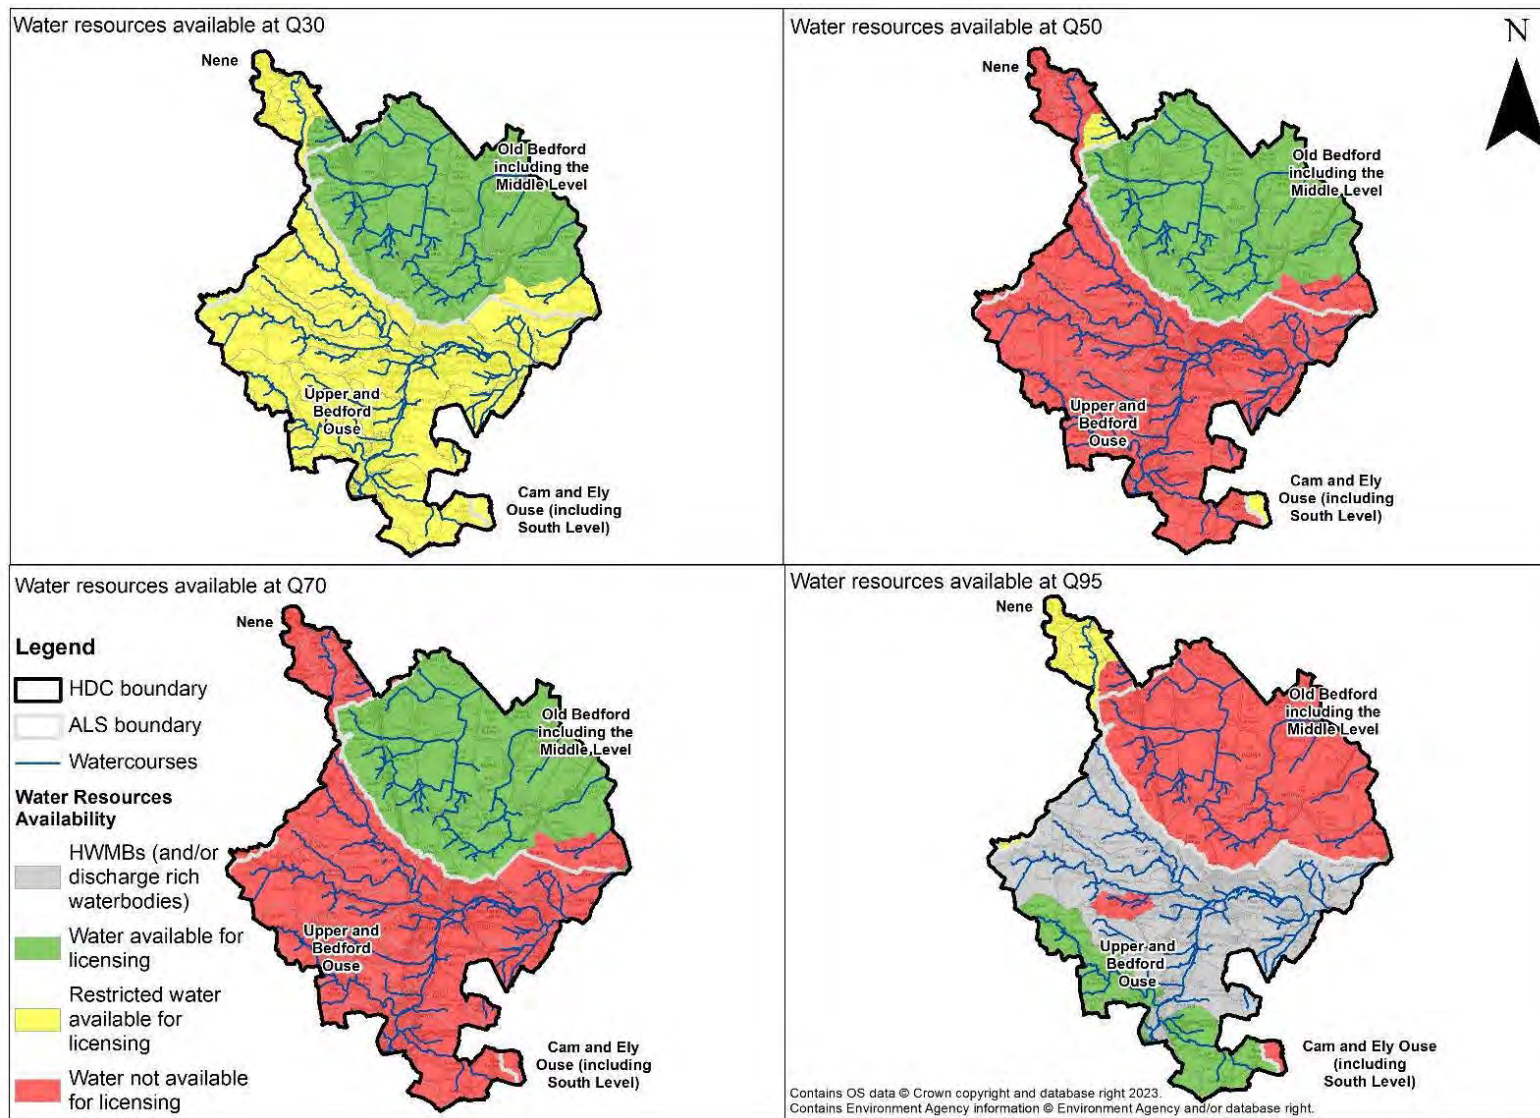 Water resources available at Q30
Nene
Old Bedford
including the
Middle Level
Upper and
Bedford
Ouse
Cam and Ely
Ouse (including
South Level)
Water resources available at Q50
N
Nene
Old Bedford
including the
Middle Level
Upper and
Bedford
Ouse
Cam and Ely
Ouse (including
South Level)
Water resources available at Q70
Nene
Legend
HDC boundary
ALS boundary
Watercourses
Water Resources
Availability
HWMBs (and/or
discharge rich
waterbodies)
Water available for
licensing
Restricted water
available for
licensing
Water not available
for licensing
Old Bedford
including the
Middle Level
Upper and
Bedford
Ouse
Cam and Ely
Ouse (including
South Level)
Water resources available at Q95
Nene
Old Bedford
including the
Middle Level
Upper and
Bedford
Ouse
Cam and Ely Ouse
(including
South Level)
Contains OS data © Crown copyright and database right 2023.
Contains Environment Agency information © Environment Agency and/or database right.